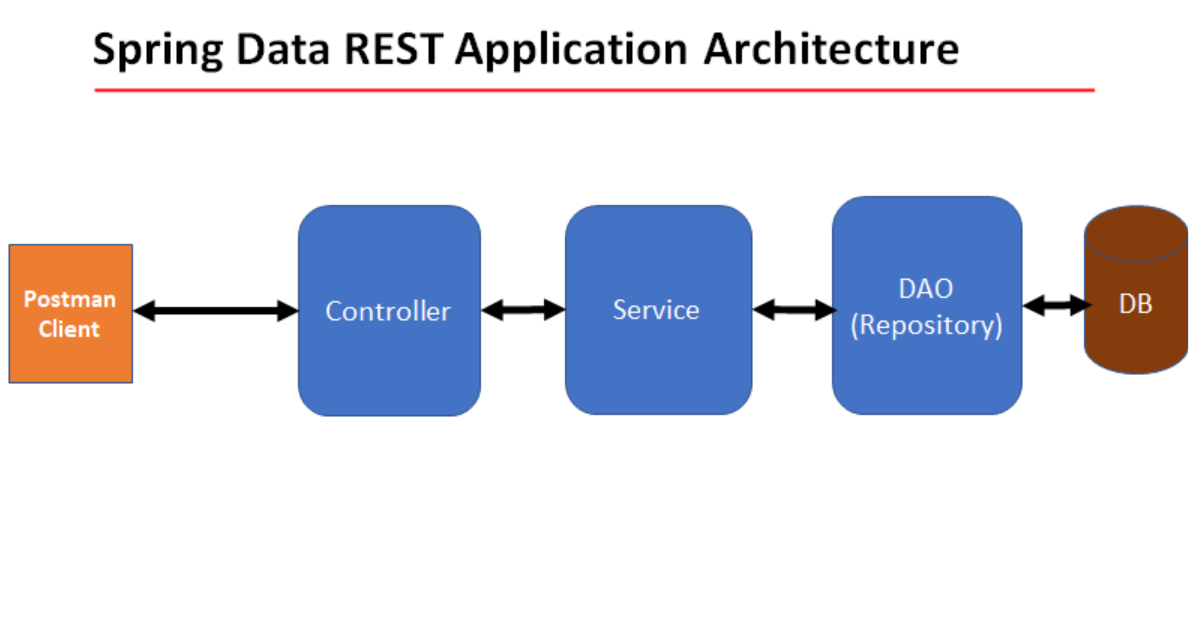 Spring Data REST Application Architecture
Postman
Client
Controller
Service
DAO
(Repository)
DB